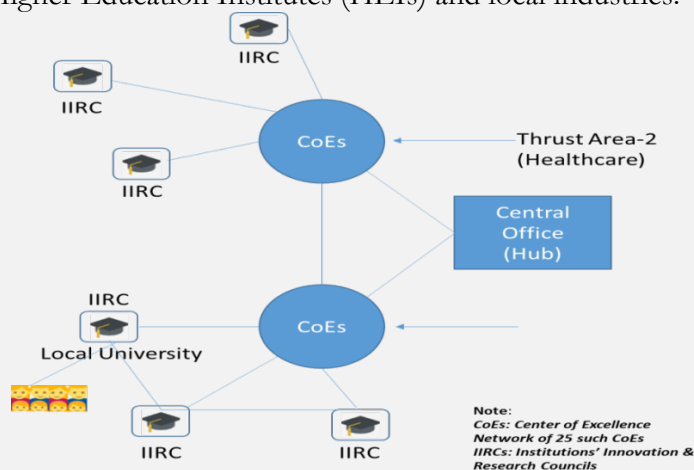 igher Education Institutes (HEIs) and local industries.
IIRC
IIRC
IIRC
CoEs
Thrust Area-2
(Healthcare)
Central
Office
(Hub)
IIRC
CoEs
Local University
IIRC
IIRC
Note:
CoEs: Center of Excellence
Network of 25 such CoEs
IIRCs: Institutions’ Innovation &
Research Councils